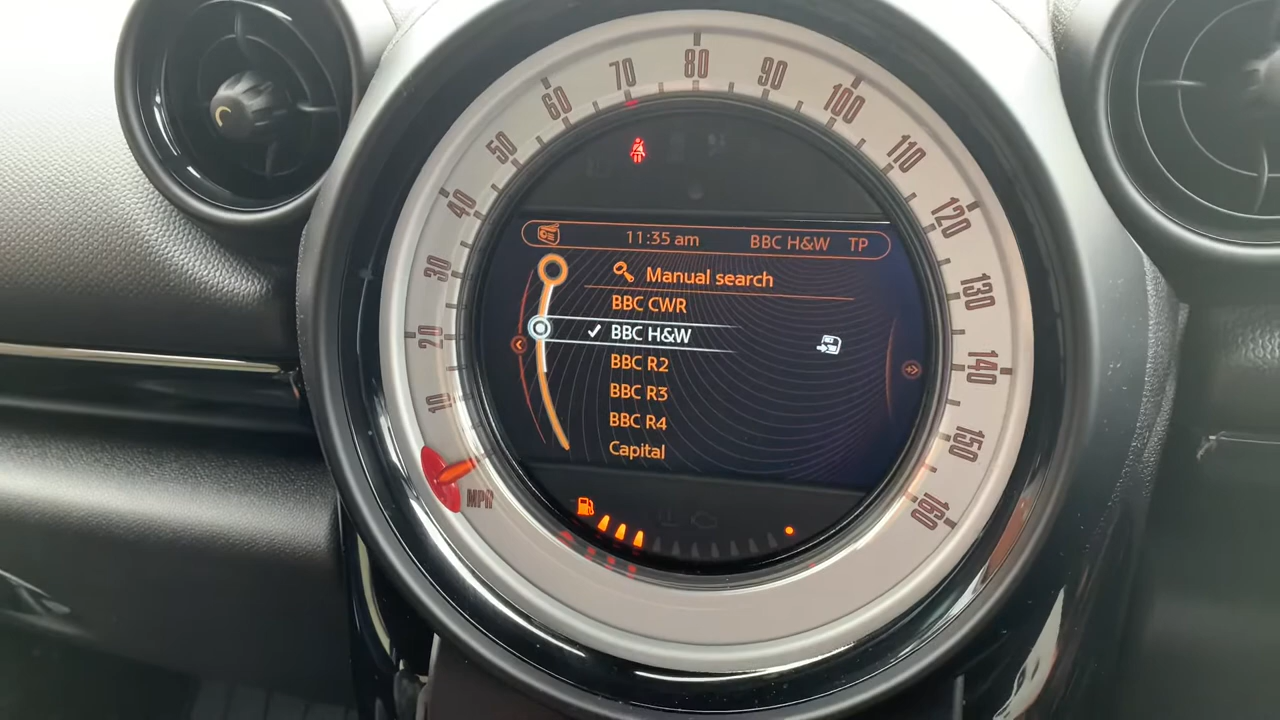 80
70
90
60
100
50
110
40
120
30
130
20
140
10
150
160
MPH
11:35 am BBC H&W TP
Manual search
BBC CWR
BBC H&W
BBC R2
BBC R3
BBC R4
Capital